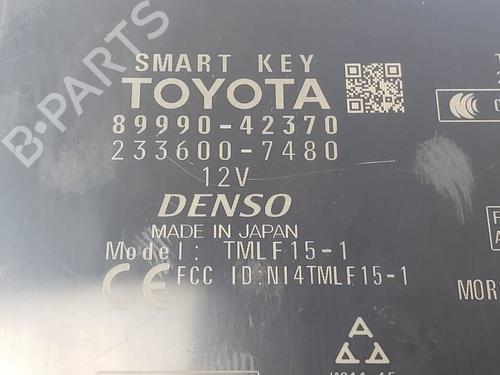 SMART KEY
TOYOTA
89990-42370
233600-7480
12V
DENSO
MADE IN JAPAN
Model: TMLF15-1
CE FCC ID:NI4TMLF15-1
MOR
B-PARTS